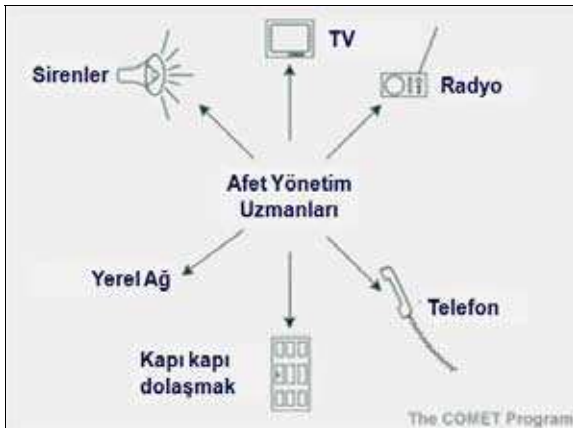 TV
Sirenler
Radyo
Afet Yönetim
Uzmanları
Yerel Ağ
Telefon
Kapı kapı
dolaşmak
The COMET Program